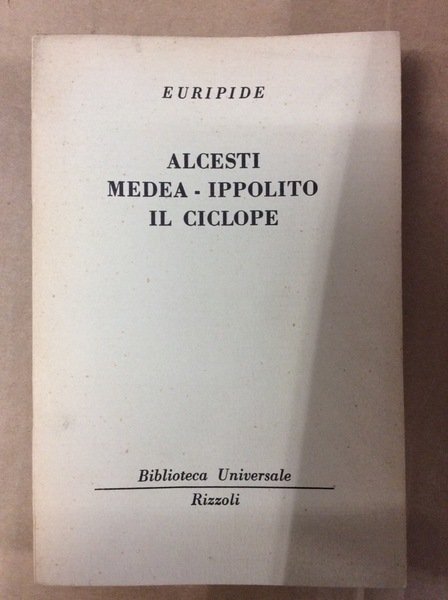 EURIPIDE
ALCESTI
MEDEA - IPPOLITO
IL CICLOPE
Biblioteca Universale
Rizzoli